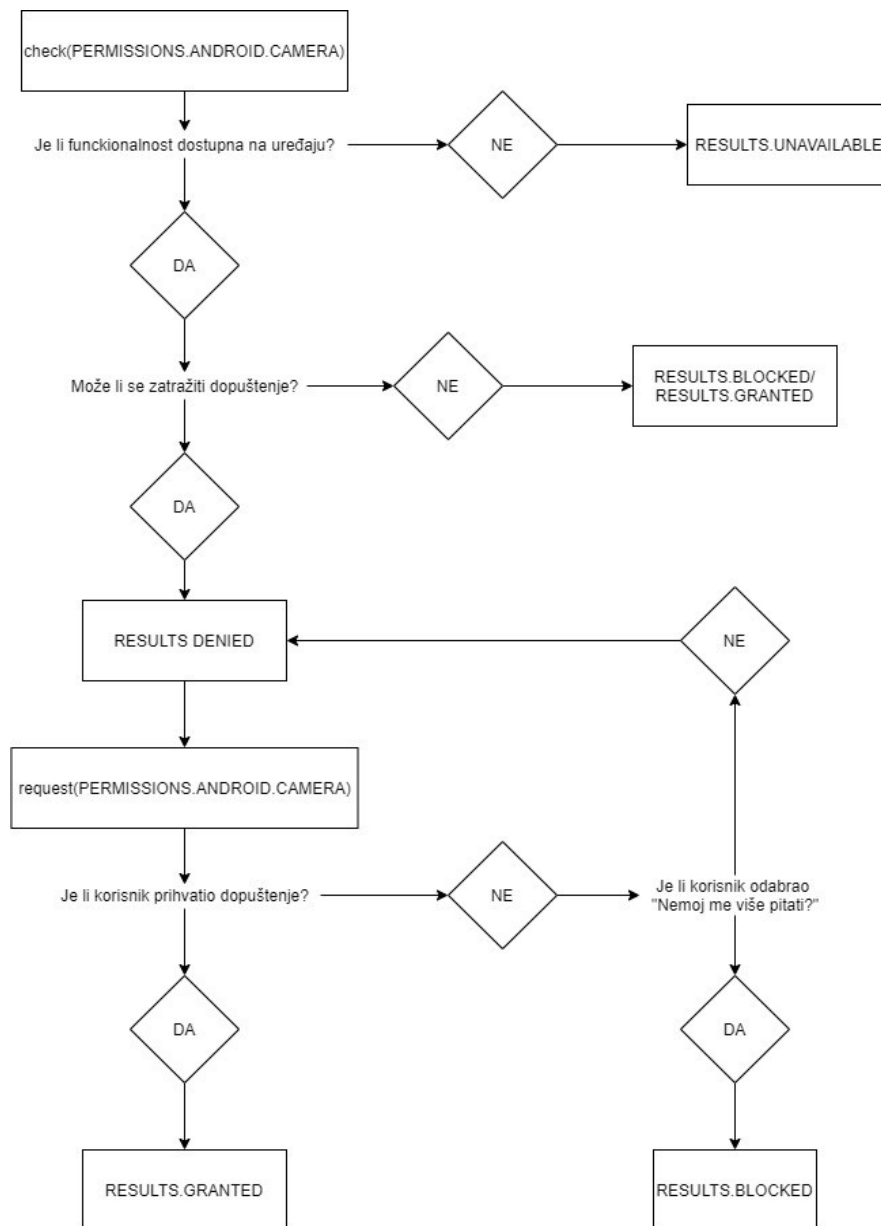 check(PERMISSIONS.ANDROID.CAMERA)
Je li funckionalnost dostupna na uređaju?
NE
RESULTS.UNAVAILABLE
DA
Može li se zatražiti dopuštenje?
NE
RESULTS.BLOCKED/
RESULTS.GRANTED
DA
RESULTS DENIED
NE
request(PERMISSIONS.ANDROID.CAMERA)
Je li korisnik prihvatio dopuštenje?
NE
Je li korisnik odabrao
"Nemoj me više pitati?"
DA
DA
RESULTS.GRANTED
RESULTS.BLOCKED